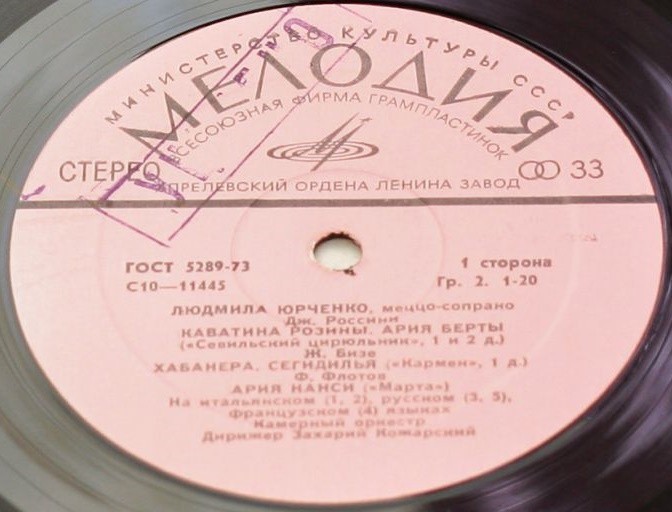 МИНИСТЕРСТВО КУЛЬТУРЫ СССР
МЕЛОДИЯ
ВСЕСОЮЗНАЯ ФИРМА ГРАМПЛАСТИНОК
СТЕРЕО
33
АПРЕЛЕВСКИЙ ОРДЕНА ЛЕНИНА ЗАВОД
ГОСТ 5289-73
1 сторона
С10—11445
Гр. 2. 1-20
ЛЮДМИЛА ЮРЧЕНКО, меццо-сопрано
Дж. Россини
КАВАТИНА РОЗИНЫ. АРИЯ БЕРТЫ
(«Севильский цирюльник», 1 и 2 д.)
Ж. Бизе
ХАБАНЕРА. СЕГИДИЛЬЯ («Кармен», 1 д.)
Ф. Флотов
АРИЯ НАНСИ («Марта»)
На итальянском (1, 2), русском (3, 5),
французском (4) языках
Камерный оркестр
Дирижер Захарий Кожарский